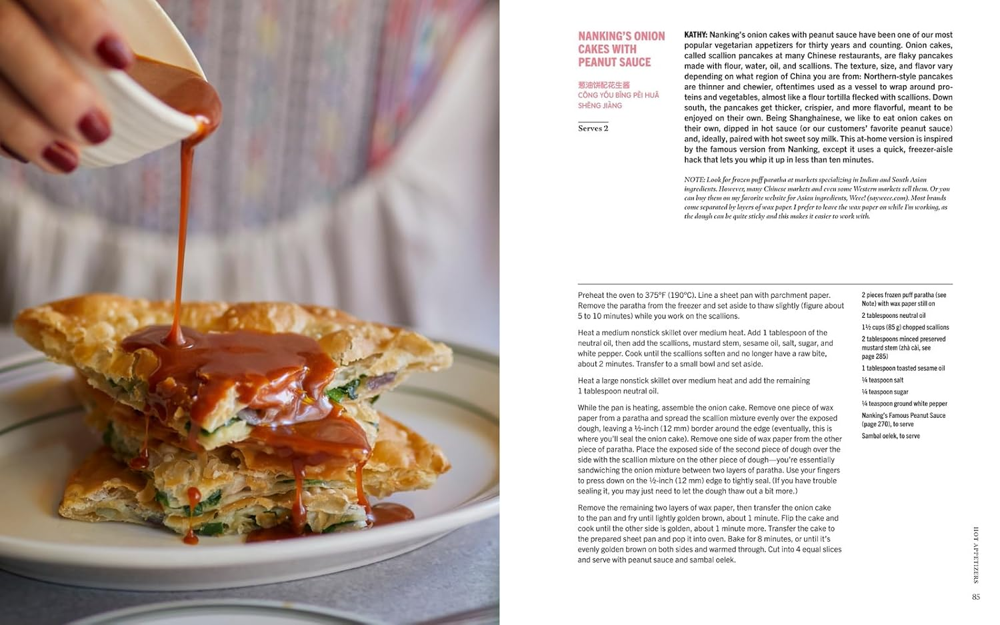 NANKING'S ONION
CAKES WITH
PEANUT SAUCE
葱油饼配花生酱
CŌNG YÓU BǏNG PÈI HUĀ
SHĒNG JIÀNG
Serves 2
KATHY: Nanking's onion cakes with peanut sauce have been one of our most
popular vegetarian appetizers for thirty years and counting. Onion cakes,
called scallion pancakes at many Chinese restaurants, are flaky pancakes
made with flour, water, oil, and scallions. The texture, size, and flavor vary
depending on what region of China you are from: Northern-style pancakes
are thinner and chewier, oftentimes used as a vessel to wrap around pro-
teins and vegetables, almost like a flour tortilla flecked with scallions. Down
south, the pancakes get thicker, crispier, and more flavorful, meant to be
enjoyed on their own. Being Shanghainese, we like to eat onion cakes on
their own, dipped in hot sauce (or our customers' favorite peanut sauce)
and, ideally, paired with hot sweet soy milk. This at-home version is inspired
by the famous version from Nanking, except it uses a quick, freezer-aisle
hack that lets you whip it up in less than ten minutes.
NOTE: Look for frozen puff paratha at markets specializing in Indian and South Asian
ingredients. However, many Chinese markets and even some Western markets sell them. Or you
can buy them on my favorite website for Asian ingredients, Weee! (sayweee.com). Most brands
come separated by layers of wax paper. I prefer to leave the wax paper on while I'm working, as
the dough can be quite sticky and this makes it easier to work with.
Preheat the oven to 375°F (190°C). Line a sheet pan with parchment paper.
Remove the paratha from the freezer and set aside to thaw slightly (figure about
5 to 10 minutes) while you work on the scallions.
Heat a medium nonstick skillet over medium heat. Add 1 tablespoon of the
neutral oil, then add the scallions, mustard stem, sesame oil, salt, sugar, and
white pepper. Cook until the scallions soften and no longer have a raw bite,
about 2 minutes. Transfer to a small bowl and set aside.
Heat a large nonstick skillet over medium heat and add the remaining
1 tablespoon neutral oil.
While the pan is heating, assemble the onion cake. Remove one piece of wax
paper from a paratha and spread the scallion mixture evenly over the exposed
dough, leaving a ½-inch (12 mm) border around the edge (eventually, this is
where you'll seal the onion cake). Remove one side of wax paper from the other
piece of paratha. Place the exposed side of the second piece of dough over the
side with the scallion mixture on the other piece of dough—you're essentially
sandwiching the onion mixture between two layers of paratha. Use your fingers
to press down on the ½-inch (12 mm) edge to tightly seal. (If you have trouble
sealing it, you may just need to let the dough thaw out a bit more.)
Remove the remaining two layers of wax paper, then transfer the onion cake
to the pan and fry until lightly golden brown, about 1 minute. Flip the cake and
cook until the other side is golden, about 1 minute more. Transfer the cake to
the prepared sheet pan and pop it into oven. Bake for 8 minutes, or until it's
evenly golden brown on both sides and warmed through. Cut into 4 equal slices
and serve with peanut sauce and sambal oelek.
2 pieces frozen puff paratha (see
Note) with wax paper still on
2 tablespoons neutral oil
1½ cups (85 g) chopped scallions
2 tablespoons minced preserved
mustard stem (zhà cài, see
page 285)
1 tablespoon toasted sesame oil
¼ teaspoon salt
¼ teaspoon sugar
¼ teaspoon ground white pepper
Nanking's Famous Peanut Sauce
(page 270), to serve
Sambal oelek, to serve
HOT APPETIZERS
85